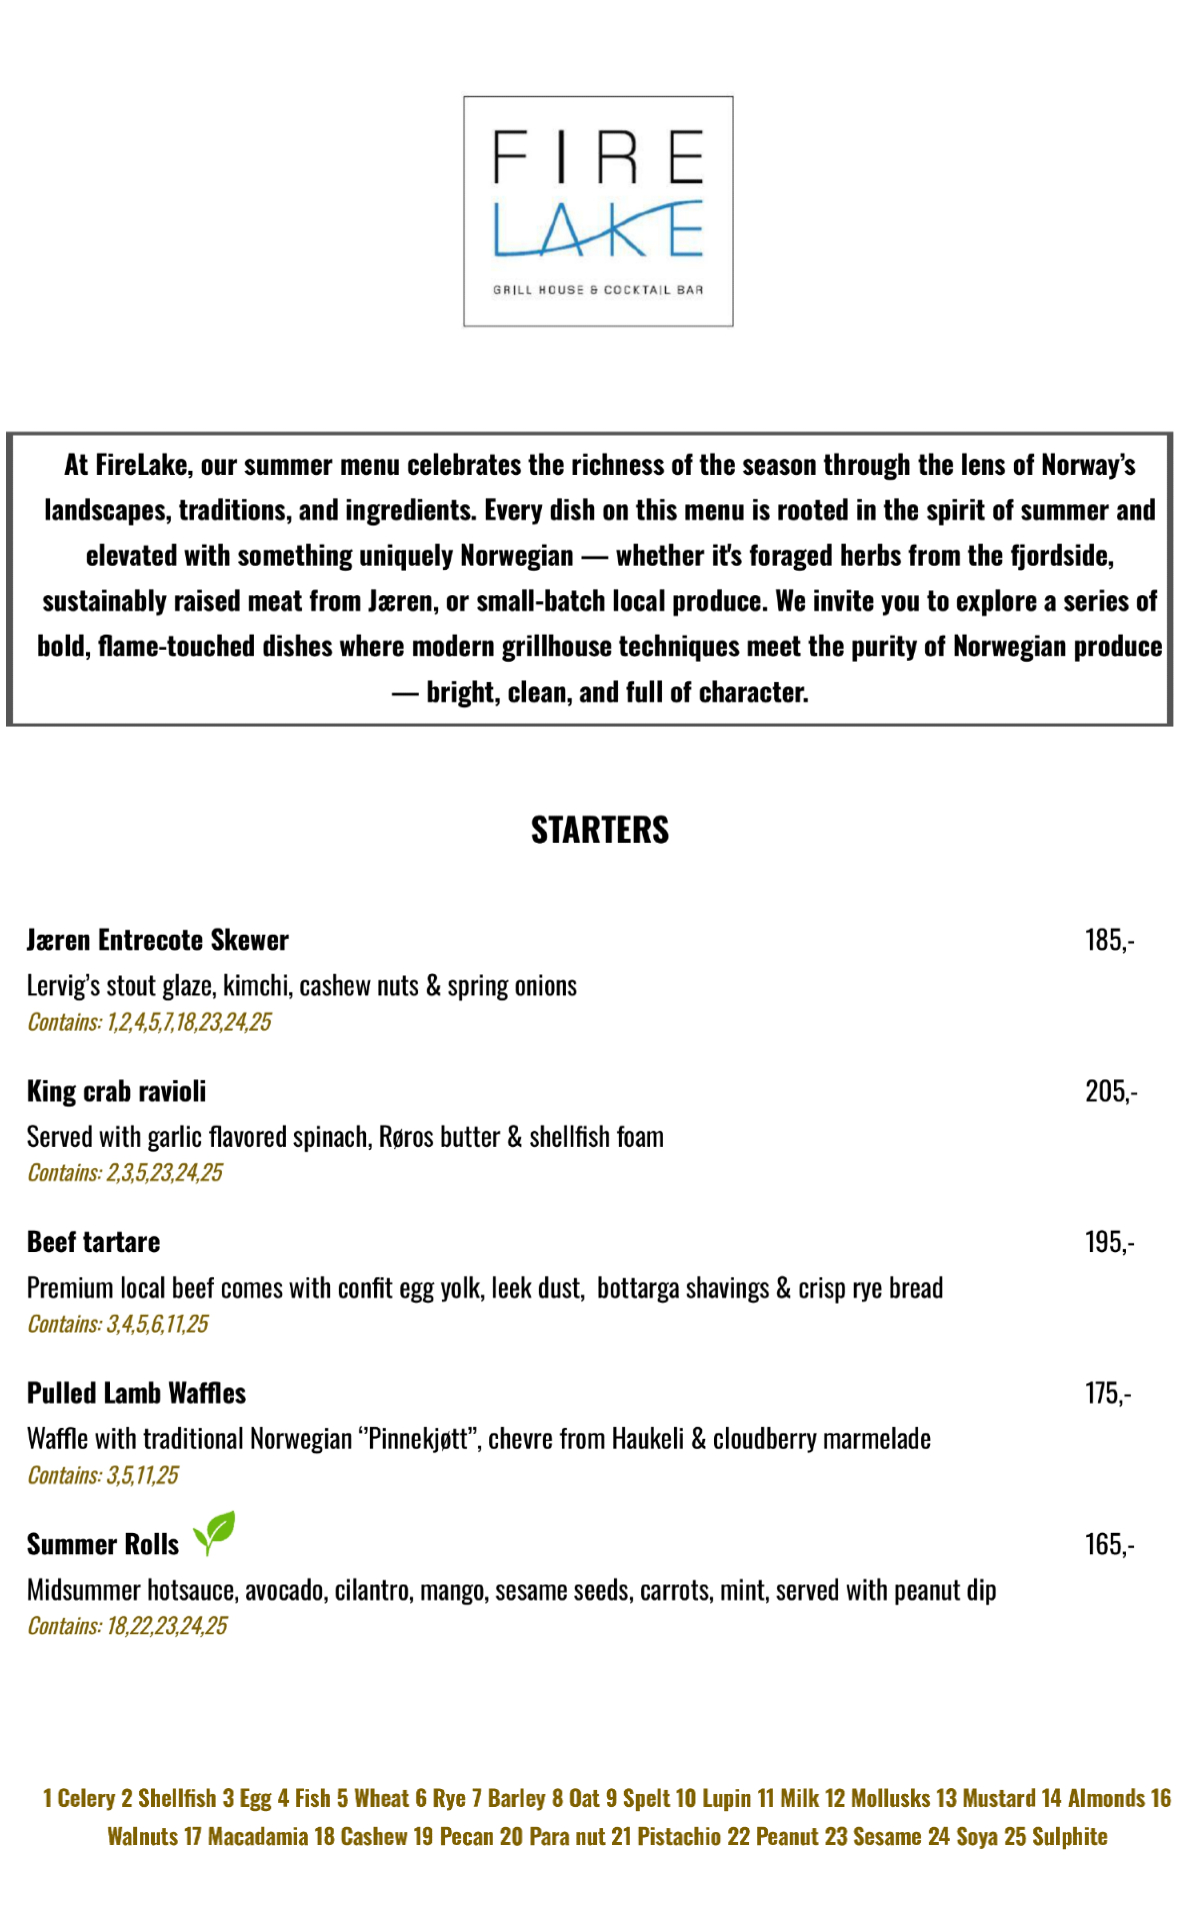 FIRE
LAKE
GRILL HOUSE & COCKTAIL BAR
At FireLake, our summer menu celebrates the richness of the season through the lens of Norway’s
landscapes, traditions, and ingredients. Every dish on this menu is rooted in the spirit of summer and
elevated with something uniquely Norwegian — whether it's foraged herbs from the fjordside,
sustainably raised meat from Jæren, or small-batch local produce. We invite you to explore a series of
bold, flame-touched dishes where modern grillhouse techniques meet the purity of Norwegian produce
— bright, clean, and full of character.
STARTERS
Jæren Entrecote Skewer 185,-
Lervig’s stout glaze, kimchi, cashew nuts & spring onions
Contains: 1,2,4,5,7,18,23,24,25
King crab ravioli 205,-
Served with garlic flavored spinach, Røros butter & shellfish foam
Contains: 2,3,5,23,24,25
Beef tartare 195,-
Premium local beef comes with confit egg yolk, leek dust,  bottarga shavings & crisp rye bread
Contains: 3,4,5,6,11,25
Pulled Lamb Waffles 175,-
Waffle with traditional Norwegian ‘’Pinnekjøtt”, chevre from Haukeli & cloudberry marmelade
Contains: 3,5,11,25
Summer Rolls 165,-
Midsummer hotsauce, avocado, cilantro, mango, sesame seeds, carrots, mint, served with peanut dip
Contains: 18,22,23,24,25
1 Celery 2 Shellfish 3 Egg 4 Fish 5 Wheat 6 Rye 7 Barley 8 Oat 9 Spelt 10 Lupin 11 Milk 12 Mollusks 13 Mustard 14 Almonds 16
Walnuts 17 Macadamia 18 Cashew 19 Pecan 20 Para nut 21 Pistachio 22 Peanut 23 Sesame 24 Soya 25 Sulphite